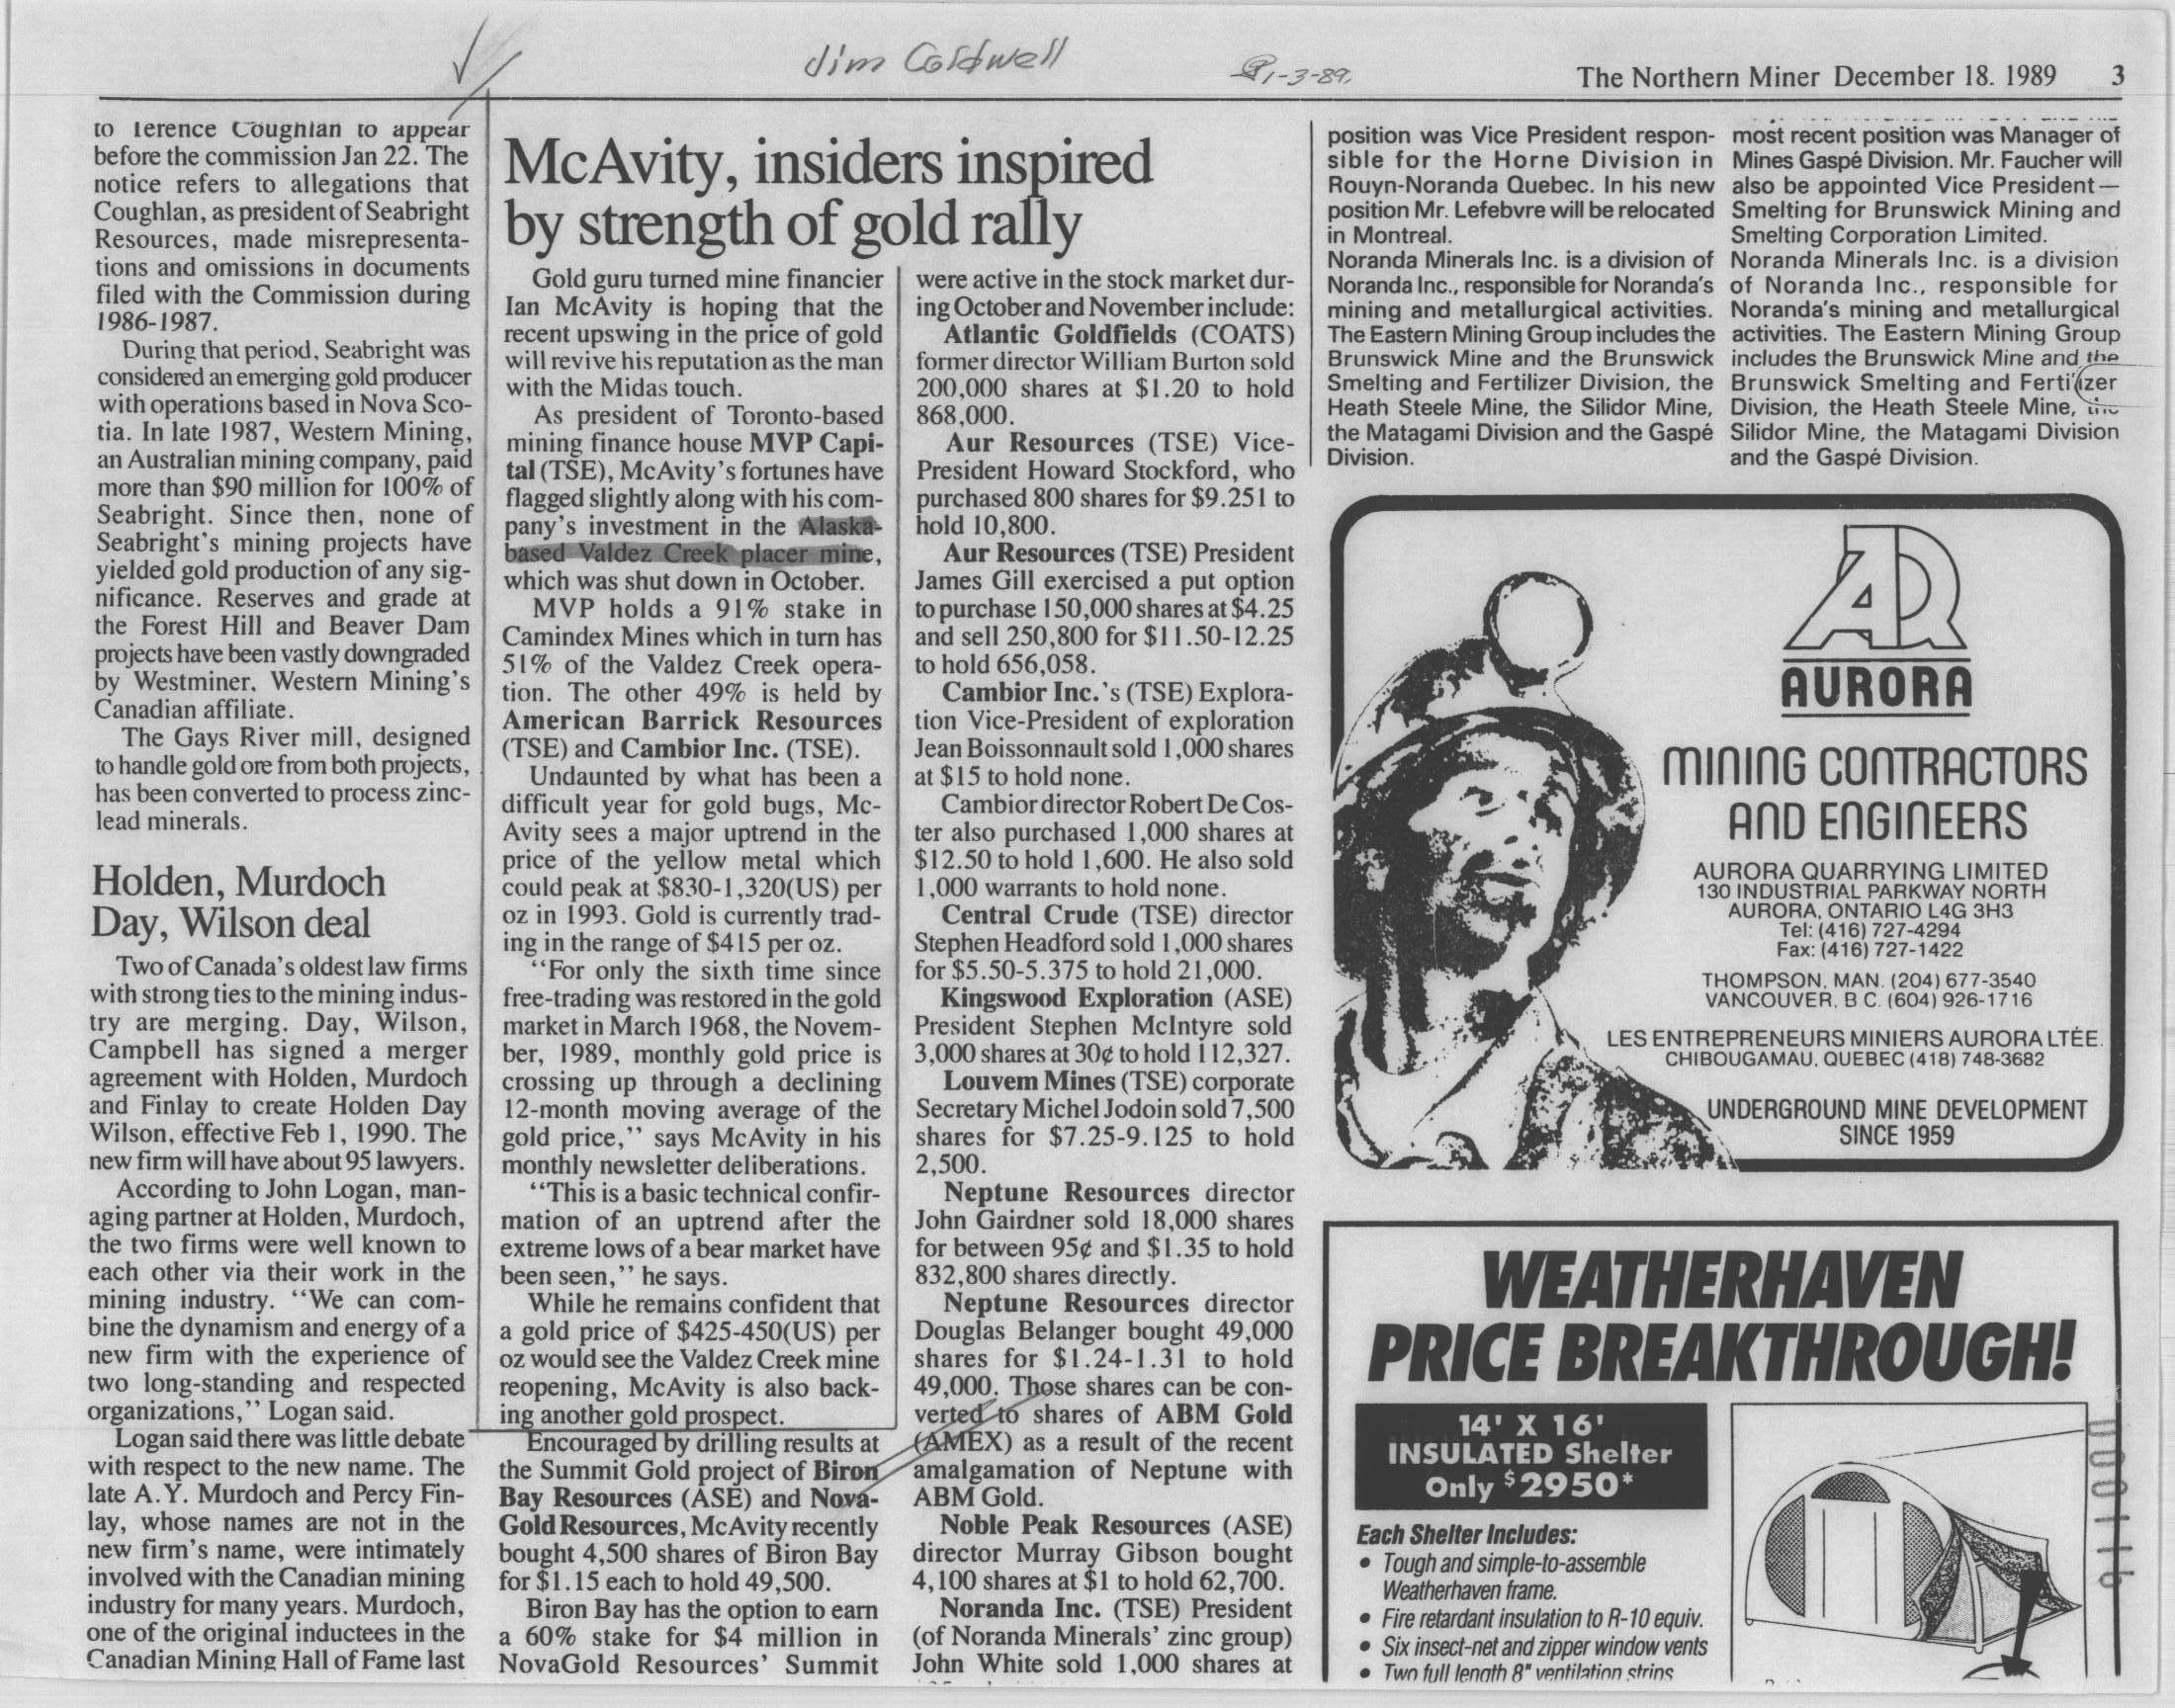 Jim Coldwell
1-3-89
The Northern Miner December 18. 1989 3
to Terence Coughlan to appear
before the commission Jan 22. The
notice refers to allegations that
Coughlan, as president of Seabright
Resources, made misrepresenta-
tions and omissions in documents
filed with the Commission during
1986-1987.
During that period, Seabright was
considered an emerging gold producer
with operations based in Nova Sco-
tia. In late 1987, Western Mining,
an Australian mining company, paid
more than $90 million for 100% of
Seabright. Since then, none of
Seabright's mining projects have
yielded gold production of any sig-
nificance. Reserves and grade at
the Forest Hill and Beaver Dam
projects have been vastly downgraded
by Westminer, Western Mining's
Canadian affiliate.
The Gays River mill, designed
to handle gold ore from both projects,
has been converted to process zinc-
lead minerals.
Holden, Murdoch
Day, Wilson deal
Two of Canada's oldest law firms
with strong ties to the mining indus-
try are merging. Day, Wilson,
Campbell has signed a merger
agreement with Holden, Murdoch
and Finlay to create Holden Day
Wilson, effective Feb 1, 1990. The
new firm will have about 95 lawyers.
According to John Logan, man-
aging partner at Holden, Murdoch,
the two firms were well known to
each other via their work in the
mining industry. "We can com-
bine the dynamism and energy of a
new firm with the experience of
two long-standing and respected
organizations," Logan said.
Logan said there was little debate
with respect to the new name. The
late A.Y. Murdoch and Percy Fin-
lay, whose names are not in the
new firm's name, were intimately
involved with the Canadian mining
industry for many years. Murdoch,
one of the original inductees in the
Canadian Mining Hall of Fame last
McAvity, insiders inspired
by strength of gold rally
Gold guru turned mine financier
Ian McAvity is hoping that the
recent upswing in the price of gold
will revive his reputation as the man
with the Midas touch.
As president of Toronto-based
mining finance house MVP Capi-
tal (TSE), McAvity's fortunes have
flagged slightly along with his com-
pany's investment in the Alaska-
based Valdez Creek placer mine,
which was shut down in October.
MVP holds a 91% stake in
Camindex Mines which in turn has
51% of the Valdez Creek opera-
tion. The other 49% is held by
American Barrick Resources
(TSE) and Cambior Inc. (TSE).
Undaunted by what has been a
difficult year for gold bugs, Mc-
Avity sees a major uptrend in the
price of the yellow metal which
could peak at $830-1,320(US) per
oz in 1993. Gold is currently trad-
ing in the range of $415 per oz.
"For only the sixth time since
free-trading was restored in the gold
market in March 1968, the Novem-
ber, 1989, monthly gold price is
crossing up through a declining
12-month moving average of the
gold price," says McAvity in his
monthly newsletter deliberations.
"This is a basic technical confir-
mation of an uptrend after the
extreme lows of a bear market have
been seen," he says.
While he remains confident that
a gold price of $425-450(US) per
oz would see the Valdez Creek mine
reopening, McAvity is also back-
ing another gold prospect.
Encouraged by drilling results at
the Summit Gold project of Biron
Bay Resources (ASE) and Nova-
Gold Resources, McAvity recently
bought 4,500 shares of Biron Bay
for $1.15 each to hold 49,500.
Biron Bay has the option to earn
a 60% stake for $4 million in
NovaGold Resources' Summit
were active in the stock market dur-
ing October and November include:
Atlantic Goldfields (COATS)
former director William Burton sold
200,000 shares at $1.20 to hold
868,000.
Aur Resources (TSE) Vice-
President Howard Stockford, who
purchased 800 shares for $9.251 to
hold 10,800.
Aur Resources (TSE) President
James Gill exercised a put option
to purchase 150,000 shares at $4.25
and sell 250,800 for $11.50-12.25
to hold 656,058.
Cambior Inc.'s (TSE) Explora-
tion Vice-President of exploration
Jean Boissonnault sold 1,000 shares
at $15 to hold none.
Cambior director Robert De Cos-
ter also purchased 1,000 shares at
$12.50 to hold 1,600. He also sold
1,000 warrants to hold none.
Central Crude (TSE) director
Stephen Headford sold 1,000 shares
for $5.50-5.375 to hold 21,000.
Kingswood Exploration (ASE)
President Stephen McIntyre sold
3,000 shares at 30¢ to hold 112,327.
Louvem Mines (TSE) corporate
Secretary Michel Jodoin sold 7,500
shares for $7.25-9.125 to hold
2,500.
Neptune Resources director
John Gairdner sold 18,000 shares
for between 95¢ and $1.35 to hold
832,800 shares directly.
Neptune Resources director
Douglas Belanger bought 49,000
shares for $1.24-1.31 to hold
49,000. Those shares can be con-
verted to shares of ABM Gold
(AMEX) as a result of the recent
amalgamation of Neptune with
ABM Gold.
Noble Peak Resources (ASE)
director Murray Gibson bought
4,100 shares at $1 to hold 62,700.
Noranda Inc. (TSE) President
(of Noranda Minerals' zinc group)
John White sold 1,000 shares at
position was Vice President respon-
sible for the Horne Division in
Rouyn-Noranda Quebec. In his new
position Mr. Lefebvre will be relocated
in Montreal.
Noranda Minerals Inc. is a division of
Noranda Inc., responsible for Noranda's
mining and metallurgical activities.
The Eastern Mining Group includes the
Brunswick Mine and the Brunswick
Smelting and Fertilizer Division, the
Heath Steele Mine, the Silidor Mine,
the Matagami Division and the Gaspé
Division.
most recent position was Manager of
Mines Gaspé Division. Mr. Faucher will
also be appointed Vice President—
Smelting for Brunswick Mining and
Smelting Corporation Limited.
Noranda Minerals Inc. is a division
of Noranda Inc., responsible for
Noranda's mining and metallurgical
activities. The Eastern Mining Group
includes the Brunswick Mine and the
Brunswick Smelting and Fertilizer
Division, the Heath Steele Mine, the
Silidor Mine, the Matagami Division
and the Gaspé Division.
AQ
AURORA
MINING CONTRACTORS
AND ENGINEERS
AURORA QUARRYING LIMITED
130 INDUSTRIAL PARKWAY NORTH
AURORA, ONTARIO L4G 3H3
Tel: (416) 727-4294
Fax: (416) 727-1422
THOMPSON, MAN. (204) 677-3540
VANCOUVER, B.C. (604) 926-1716
LES ENTREPRENEURS MINIERS AURORA LTÉE.
CHIBOUGAMAU, QUEBEC (418) 748-3682
UNDERGROUND MINE DEVELOPMENT
SINCE 1959
WEATHERHAVEN
PRICE BREAKTHROUGH!
14' X 16'
INSULATED Shelter
Only $2950*
Each Shelter Includes:
• Tough and simple-to-assemble
Weatherhaven frame.
• Fire retardant insulation to R-10 equiv.
• Six insect-net and zipper window vents
• Two full length 8" ventilation strips
000116